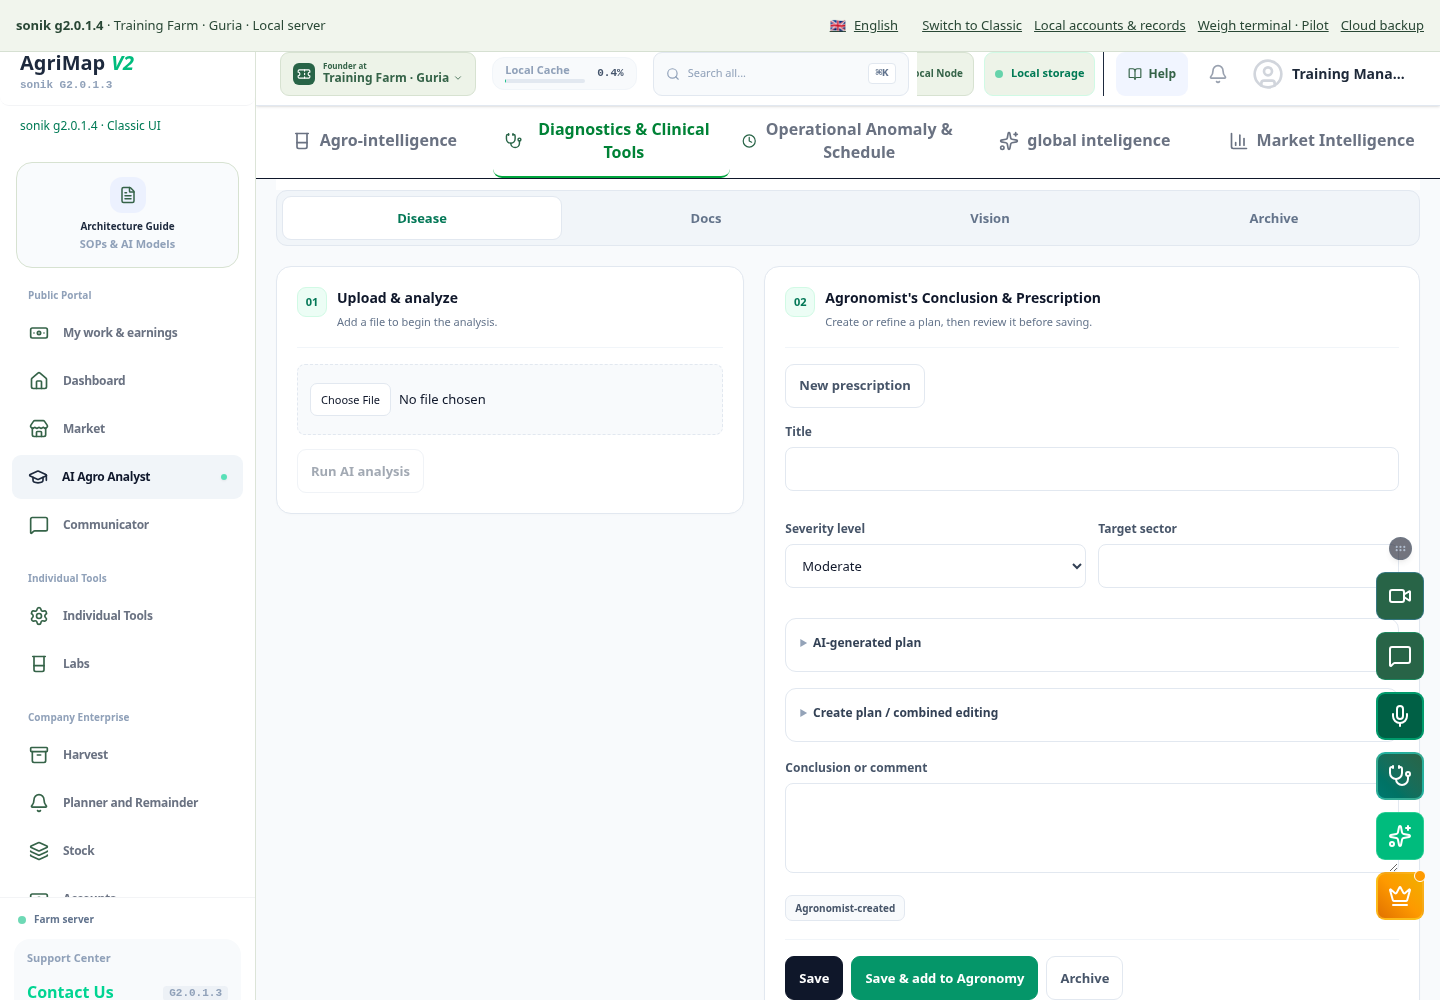 sonik g2.0.1.4 · Training Farm · Guria · Local server
English
Switch to Classic
Local accounts & records
Weigh terminal · Pilot
Cloud backup
AgriMap V2
sonik G2.0.1.3
sonik g2.0.1.4 · Classic UI
Architecture Guide
SOPs & AI Models
Public Portal
My work & earnings
Dashboard
Market
AI Agro Analyst
Communicator
Individual Tools
Individual Tools
Labs
Company Enterprise
Harvest
Planner and Remainder
Stock
Farm server
Support Center
Contact Us
G2.0.1.3
Founder at
Training Farm · Guria
Local Cache
0.4%
Search all...
⌘K
Node
Local storage
Help
Training Mana...
Agro-intelligence
Diagnostics & Clinical
Tools
Operational Anomaly &
Schedule
global inteligence
Market Intelligence
Disease
Docs
Vision
Archive
01
Upload & analyze
Add a file to begin the analysis.
Choose File
No file chosen
Run AI analysis
02
Agronomist's Conclusion & Prescription
Create or refine a plan, then review it before saving.
New prescription
Title
Severity level
Target sector
Moderate
AI-generated plan
Create plan / combined editing
Conclusion or comment
Agronomist-created
Save
Save & add to Agronomy
Archive